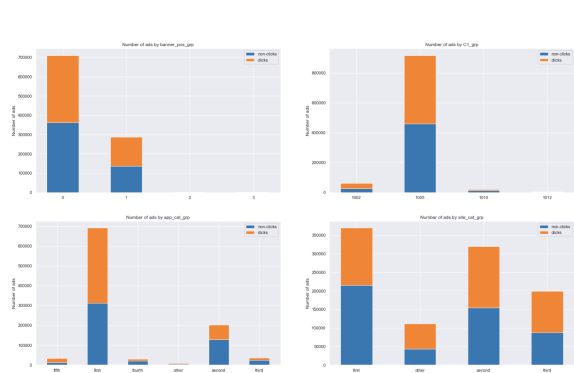 Number of ads by banner_pos_grp
non-clicks
clicks
Number of ads
700000
600000
500000
400000
300000
200000
100000
0
0 1 2 3
Number of ads by C1_grp
non-clicks
clicks
Number of ads
800000
600000
400000
200000
0
1002 1005 1010 1012
Number of ads by app_cat_grp
non-clicks
clicks
Number of ads
700000
600000
500000
400000
300000
200000
100000
0
fifth first fourth other second third
Number of ads by site_cat_grp
non-clicks
clicks
Number of ads
350000
300000
250000
200000
150000
100000
50000
0
first other second third